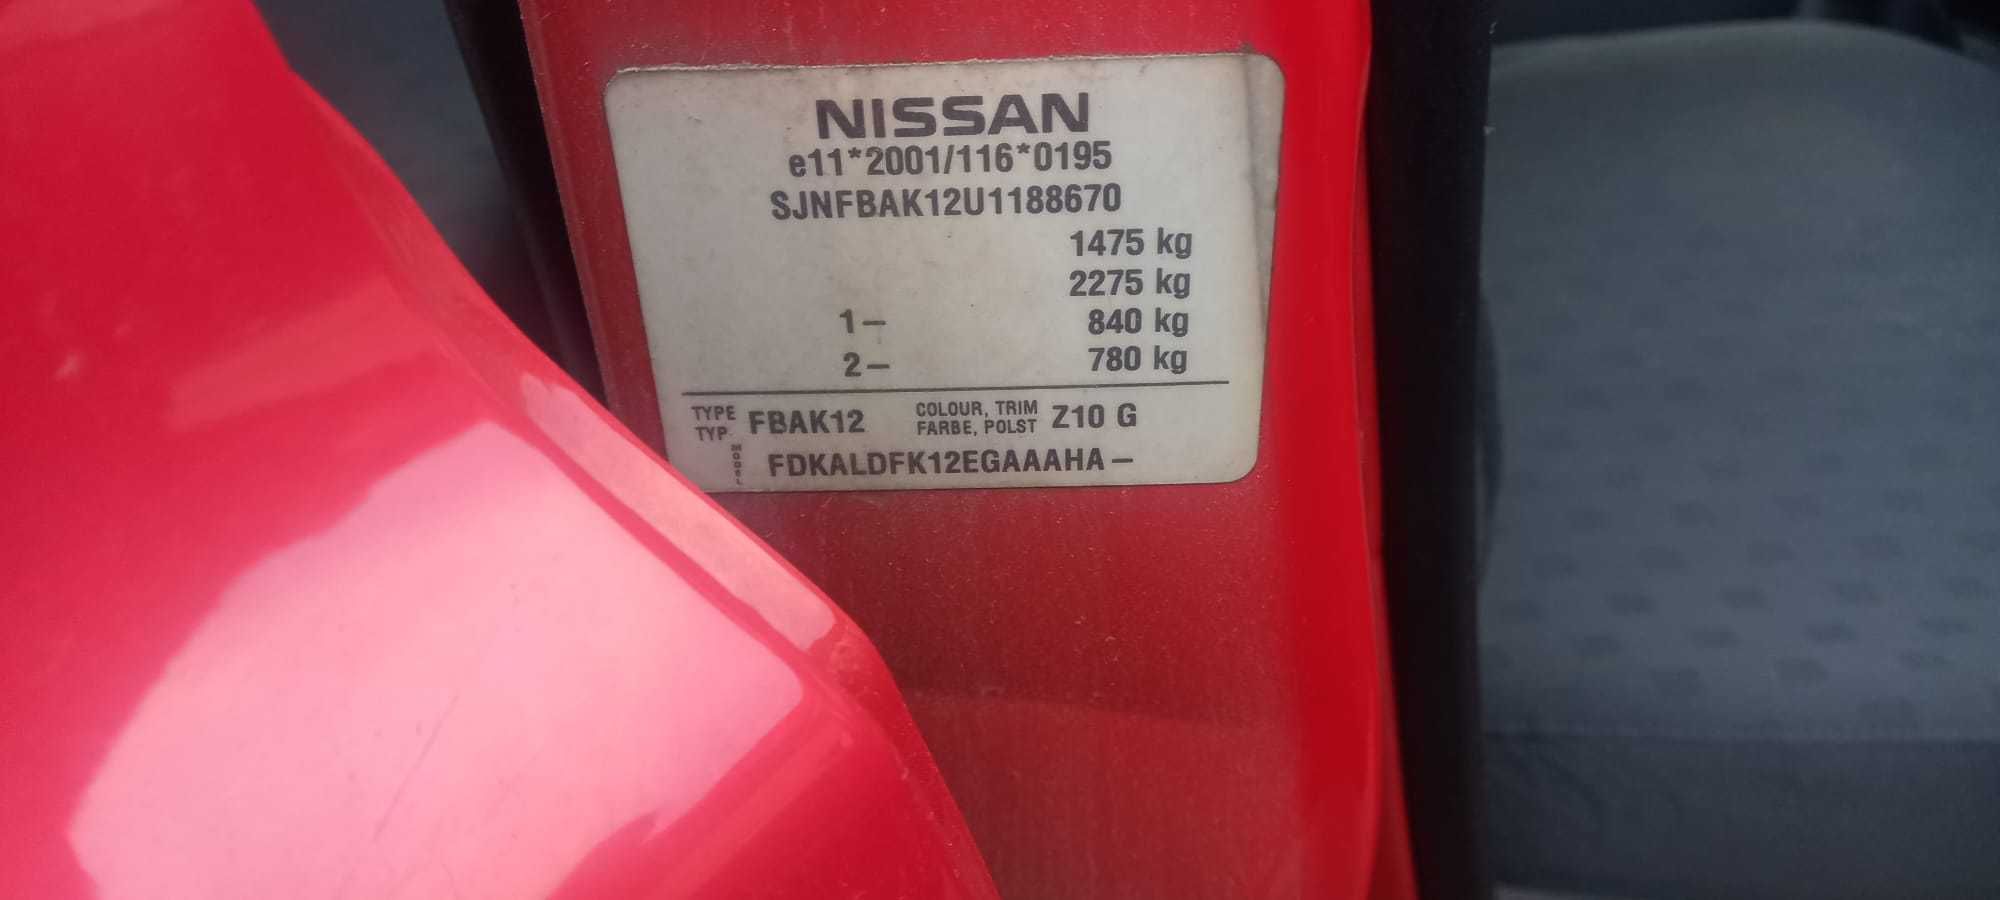 NISSAN
e11*2001/116*0195
SJNFBAK12U1188670
1475 kg
2275 kg
1– 840 kg
2– 780 kg
TYPE FBAK12 COLOUR, TRIM Z10 G
TYP. FARBE, POLST
MODEL FDKALDFK12EGAAAHA–